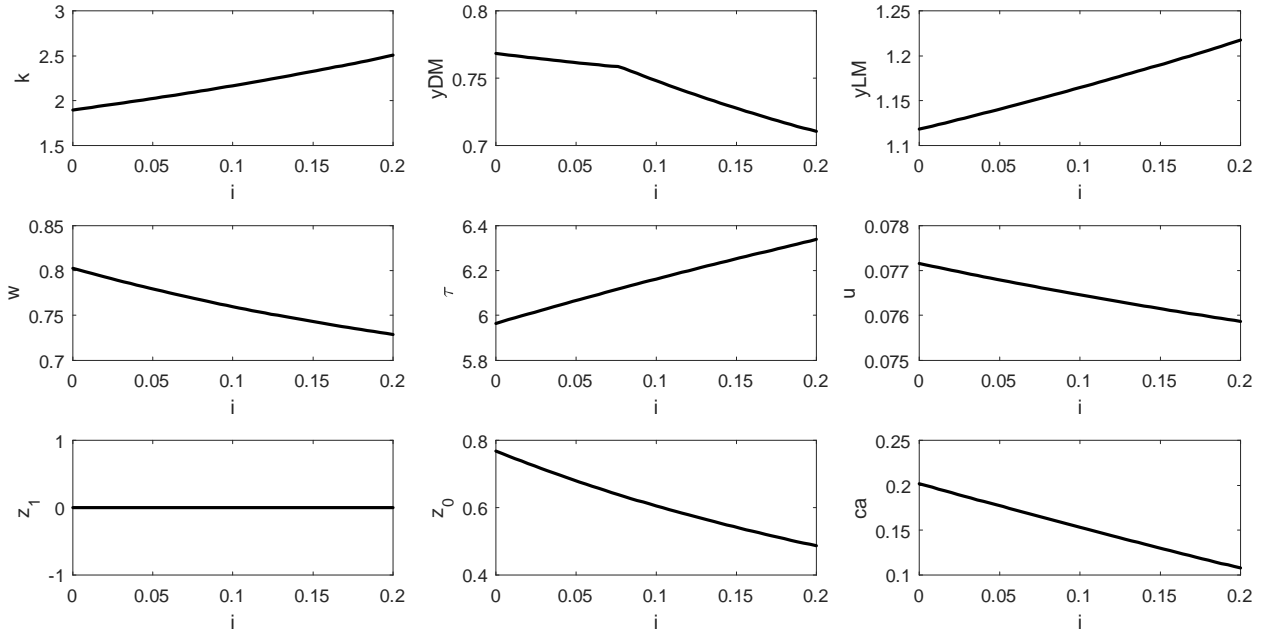 3
2.5
2
1.5
k
0 0.05 0.1 0.15 0.2
i
0.8
0.75
0.7
yDM
0 0.05 0.1 0.15 0.2
i
1.25
1.2
1.15
1.1
yLM
0 0.05 0.1 0.15 0.2
i
0.85
0.8
0.75
0.7
w
0 0.05 0.1 0.15 0.2
i
6.4
6.2
6
5.8
τ
0 0.05 0.1 0.15 0.2
i
0.078
0.077
0.076
0.075
u
0 0.05 0.1 0.15 0.2
i
1
0
-1
z_1
0 0.05 0.1 0.15 0.2
i
0.8
0.6
0.4
z_0
0 0.05 0.1 0.15 0.2
i
0.25
0.2
0.15
0.1
ca
0 0.05 0.1 0.15 0.2
i